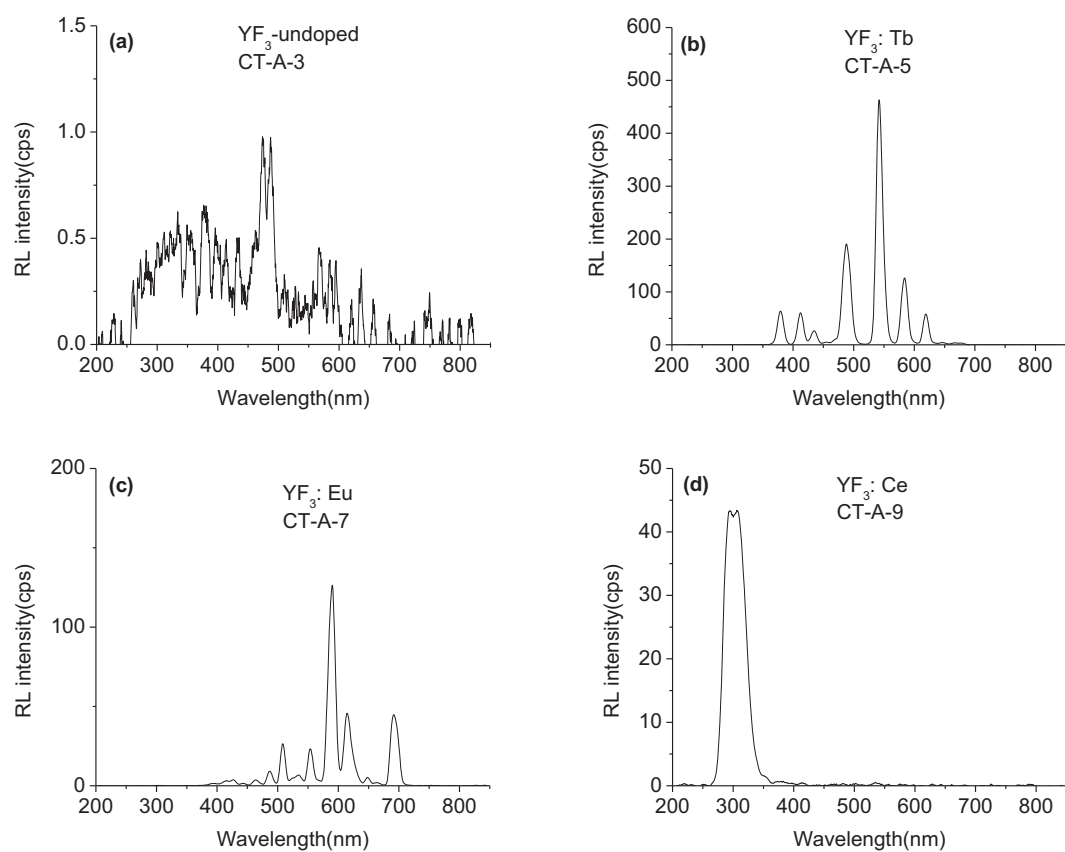 (a)
YF₃-undoped
CT-A-3
RL intensity(cps)
1.5
1.0
0.5
0.0
200 300 400 500 600 700 800
Wavelength(nm)
(b)
YF₃: Tb
CT-A-5
RL intensity(cps)
600
500
400
300
200
100
0
200 300 400 500 600 700 800
Wavelength(nm)
(c)
YF₃: Eu
CT-A-7
RL intensity(cps)
200
100
0
200 300 400 500 600 700 800
Wavelength(nm)
(d)
YF₃: Ce
CT-A-9
RL intensity(cps)
50
40
30
20
10
0
200 300 400 500 600 700 800
Wavelength(nm)